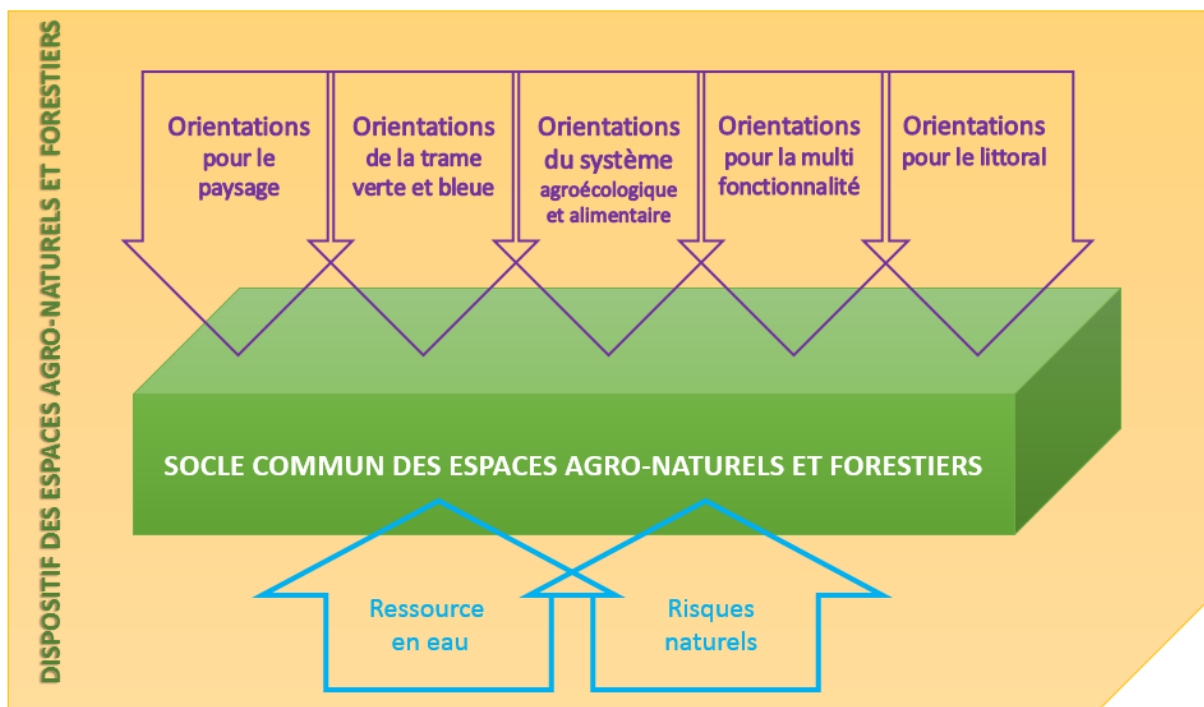 DISPOSITIF DES ESPACES AGRO-NATURELS ET FORESTIERS
Orientations
pour le
paysage
Orientations
de la trame
verte et bleue
Orientations
du système
agroécologique
et alimentaire
Orientations
pour la multi
fonctionnalité
Orientations
pour le littoral
SOCLE COMMUN DES ESPACES AGRO-NATURELS ET FORESTIERS
Ressource
en eau
Risques
naturels